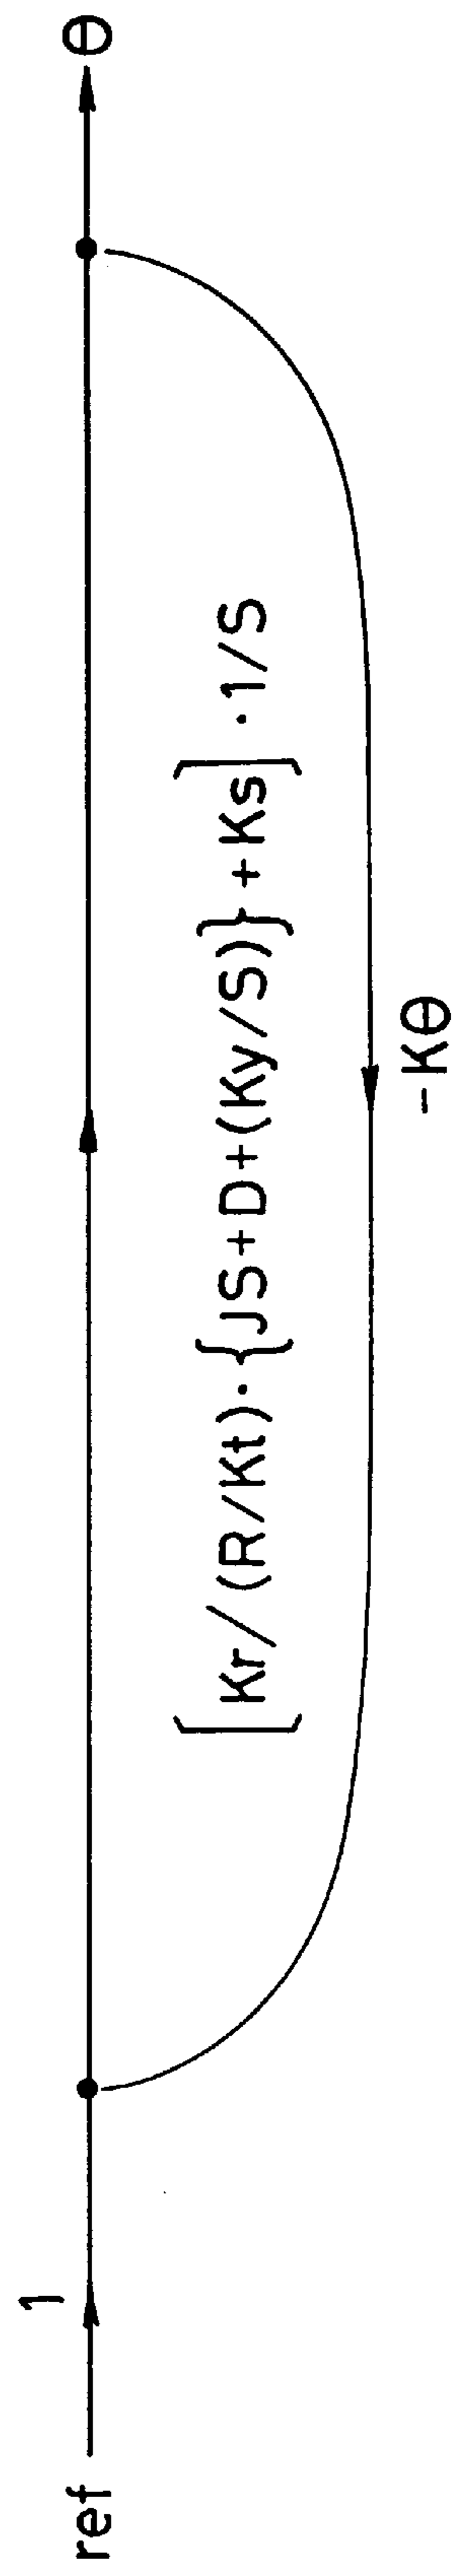 ref
1
θ
[Kr/(R/Kt)·{JS+D+(Ky/S)}+Ks]·1/S
-Kθ